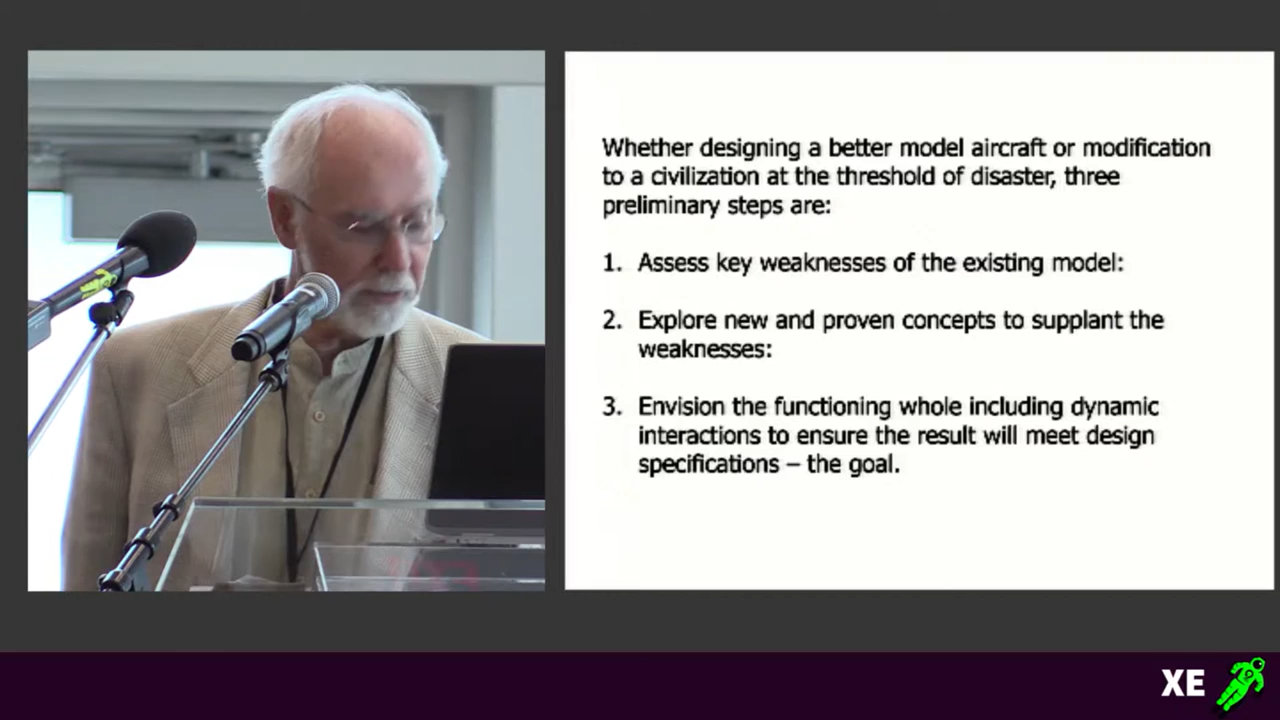 Whether designing a better model aircraft or modification
to a civilization at the threshold of disaster, three
preliminary steps are:
1. Assess key weaknesses of the existing model:
2. Explore new and proven concepts to supplant the
weaknesses:
3. Envision the functioning whole including dynamic
interactions to ensure the result will meet design
specifications – the goal.
XE